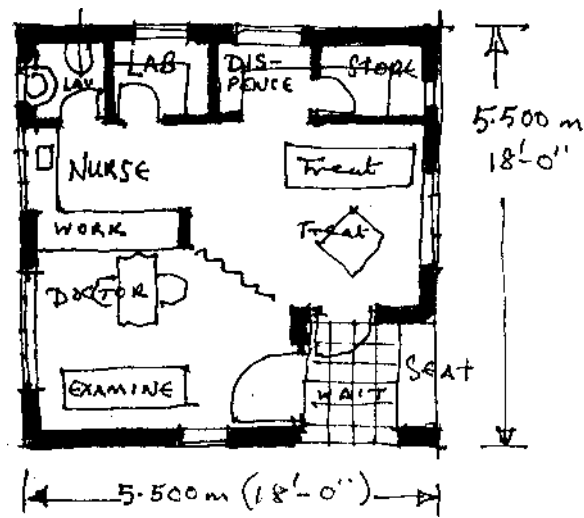 LAV
LAB
DIS-
PENCE
STORE
5.500 m
18'-0"
NURSE
Treat
WORK
Treat
DOCTOR
SEAT
EXAMINE
WAIT
5.500 m (18'-0")